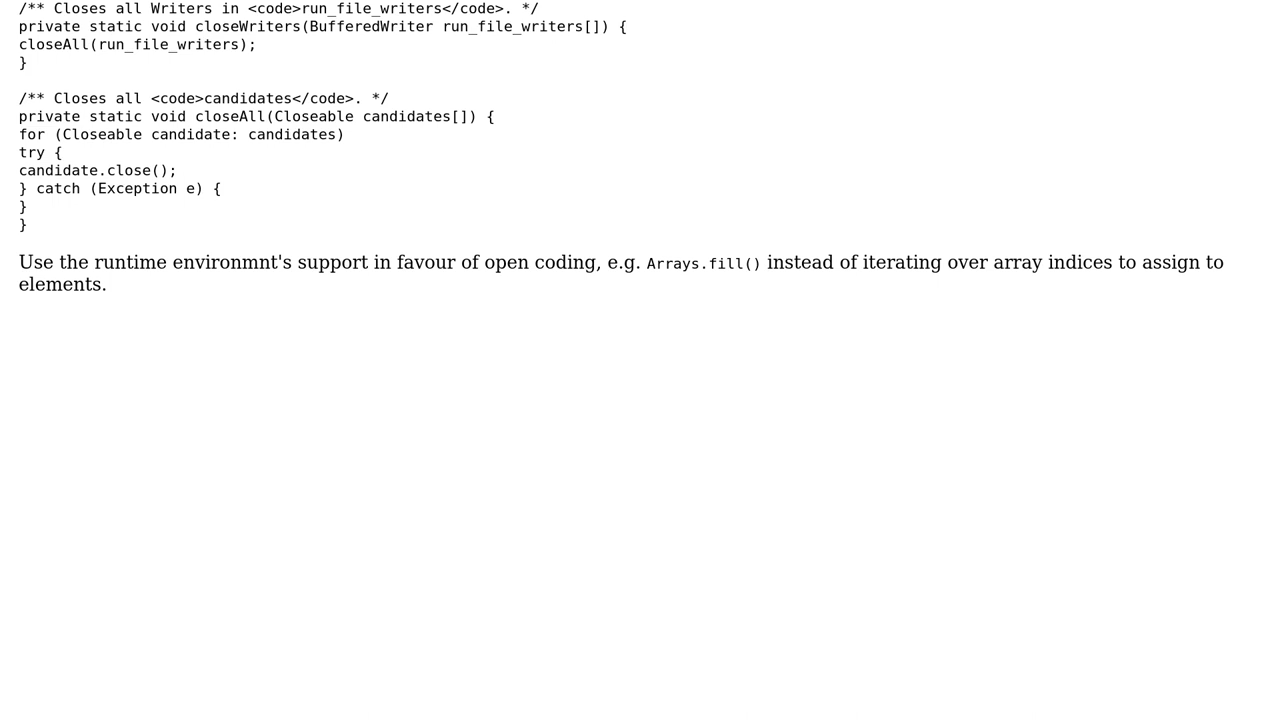 /** Closes all Writers in <code>run_file_writers</code>. */
private static void closeWriters(BufferedWriter run_file_writers[]) {
closeAll(run_file_writers);
}

/** Closes all <code>candidates</code>. */
private static void closeAll(Closeable candidates[]) {
for (Closeable candidate: candidates)
try {
candidate.close();
} catch (Exception e) {
}
}

Use the runtime environmnt's support in favour of open coding, e.g. Arrays.fill() instead of iterating over array indices to assign to
elements.